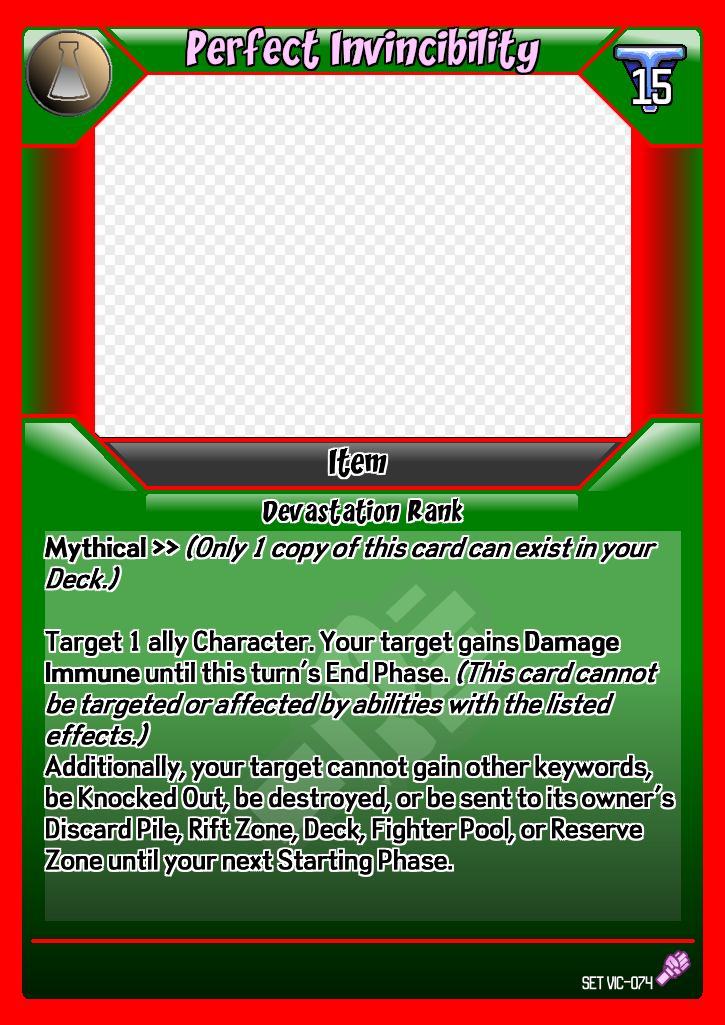 Perfect Invincibility
15
Item
Devastation Rank
Mythical >> (Only 1 copy of this card can exist in your
Deck.)
Target 1 ally Character. Your target gains Damage
Immune until this turn's End Phase. (This card cannot
be targeted or affected by abilities with the listed
effects.)
Additionally, your target cannot gain other keywords,
be Knocked Out, be destroyed, or be sent to its owner's
Discard Pile, Rift Zone, Deck, Fighter Pool, or Reserve
Zone until your next Starting Phase.
SET VIC-074